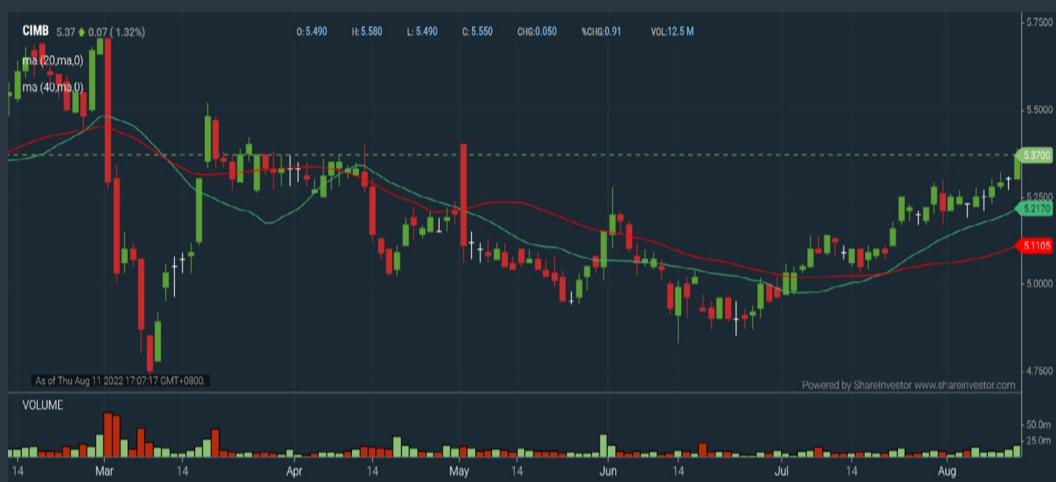 CIMB 5.37 0.07 ( 1.32%) O: 5.490 H: 5.580 L: 5.490 C: 5.550 CHG:0.050 %CHG:0.91 VOL:12.5 M
ma (20,ma,0)
ma (40,ma,0)
5.7500
5.5000
5.3700
5.2500
5.2170
5.1105
5.0000
4.7500
As of Thu Aug 11 2022 17:07:17 GMT+0800.
Powered by ShareInvestor www.shareinvestor.com
VOLUME
50.0m
25.0m
14 Mar 14 Apr 14 May 14 Jun 14 Jul 14 Aug